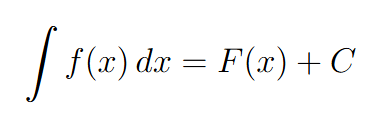 ∫ f(x) dx = F(x) + C